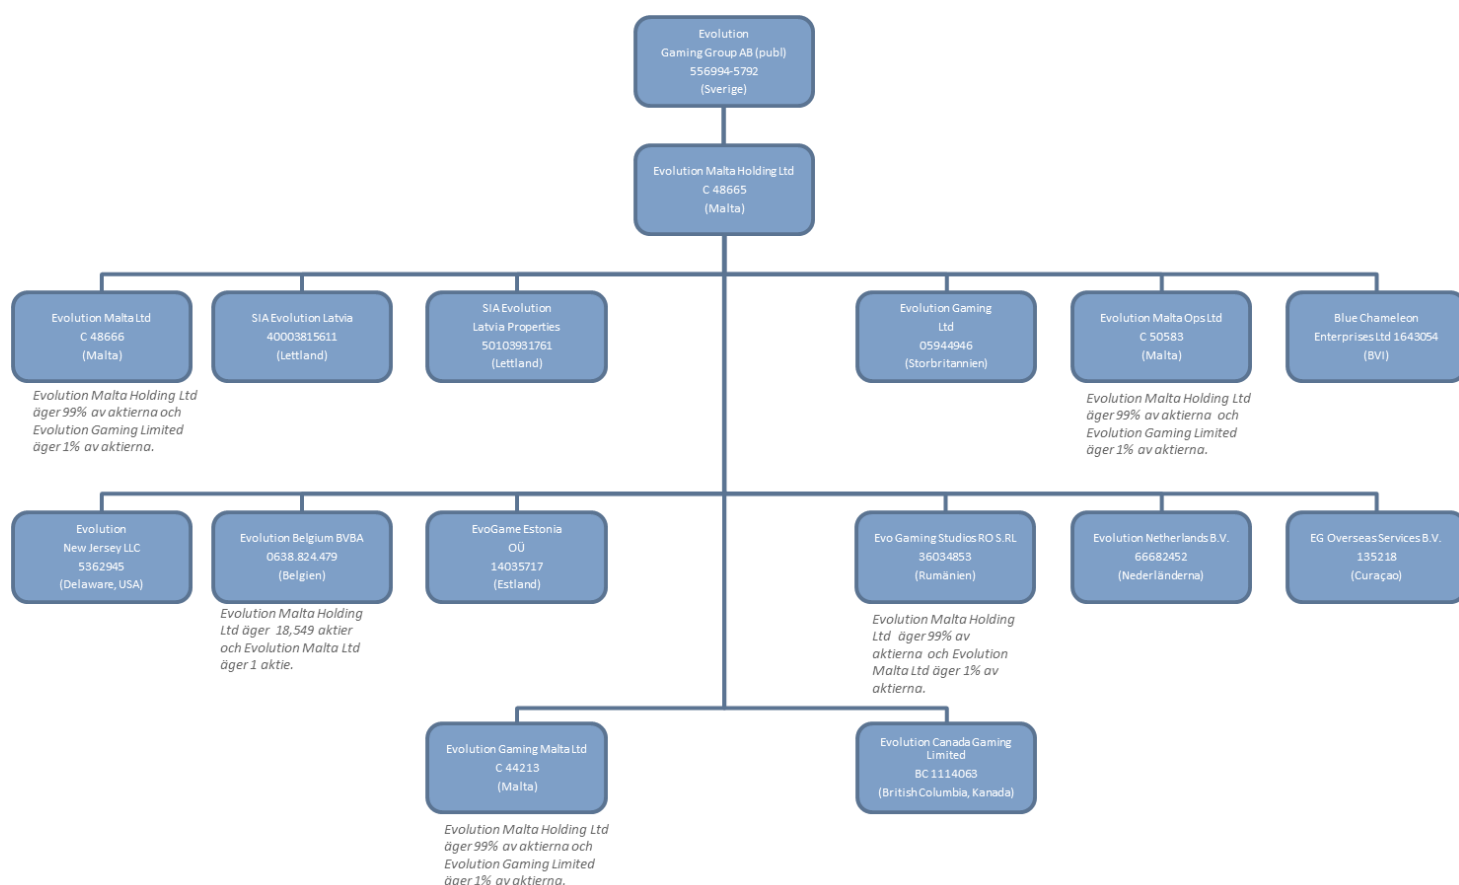 Evolution
Gaming Group AB (publ)
556994-5792
(Sverige)
Evolution Malta Holding Ltd
C 48665
(Malta)
Evolution Malta Ltd
C 48666
(Malta)
Evolution Malta Holding Ltd
äger 99% av aktierna och
Evolution Gaming Limited
äger 1% av aktierna.
SIA Evolution Latvia
40003815611
(Lettland)
SIA Evolution
Latvia Properties
50103931761
(Lettland)
Evolution Gaming
Ltd
05944946
(Storbritannien)
Evolution Malta Ops Ltd
C 50583
(Malta)
Evolution Malta Holding Ltd
äger 99% av aktierna och
Evolution Gaming Limited
äger 1% av aktierna.
Blue Chameleon
Enterprises Ltd 1643054
(BVI)
Evolution
New Jersey LLC
5362945
(Delaware, USA)
Evolution Belgium BVBA
0638.824.479
(Belgien)
Evolution Malta Holding
Ltd äger 18,549 aktier
och Evolution Malta Ltd
äger 1 aktie.
EvoGame Estonia
OÜ
14035717
(Estland)
Evo Gaming Studios RO S.RL
36034853
(Rumänien)
Evolution Malta Holding
Ltd äger 99% av
aktierna och Evolution
Malta Ltd äger 1% av
aktierna.
Evolution Netherlands B.V.
66682452
(Nederländerna)
EG Overseas Services B.V.
135218
(Curaçao)
Evolution Gaming Malta Ltd
C 44213
(Malta)
Evolution Malta Holding Ltd
äger 99% av aktierna och
Evolution Gaming Limited
äger 1% av aktierna.
Evolution Canada Gaming
Limited
BC 1114063
(British Columbia, Kanada)